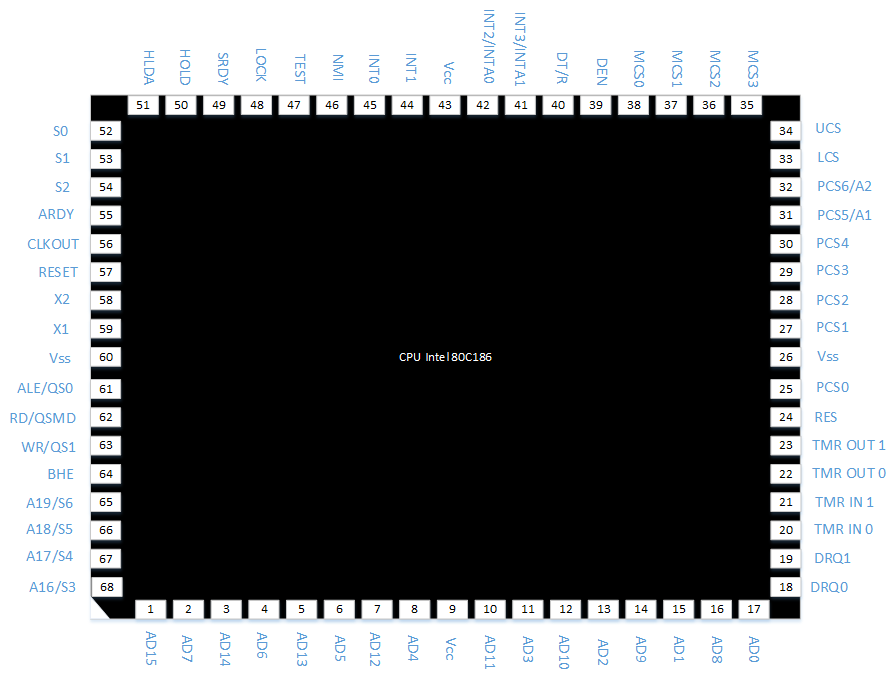 HLDA HOLD SRDY LOCK TEST NMI INT0 INT1 Vcc INT2/INTA0 INT3/INTA1 DT/R DEN MCS0 MCS1 MCS2 MCS3
51 50 49 48 47 46 45 44 43 42 41 40 39 38 37 36 35
S0 52 34 UCS
S1 53 33 LCS
S2 54 32 PCS6/A2
ARDY 55 31 PCS5/A1
CLKOUT 56 30 PCS4
RESET 57 29 PCS3
X2 58 28 PCS2
X1 59 27 PCS1
Vss 60 CPU Intel 80C186 26 Vss
ALE/QS0 61 25 PCS0
RD/QSMD 62 24 RES
WR/QS1 63 23 TMR OUT 1
BHE 64 22 TMR OUT 0
A19/S6 65 21 TMR IN 1
A18/S5 66 20 TMR IN 0
A17/S4 67 19 DRQ1
A16/S3 68 18 DRQ0
1 2 3 4 5 6 7 8 9 10 11 12 13 14 15 16 17
AD15 AD7 AD14 AD6 AD13 AD5 AD12 AD4 Vcc AD11 AD3 AD10 AD2 AD9 AD1 AD8 AD0